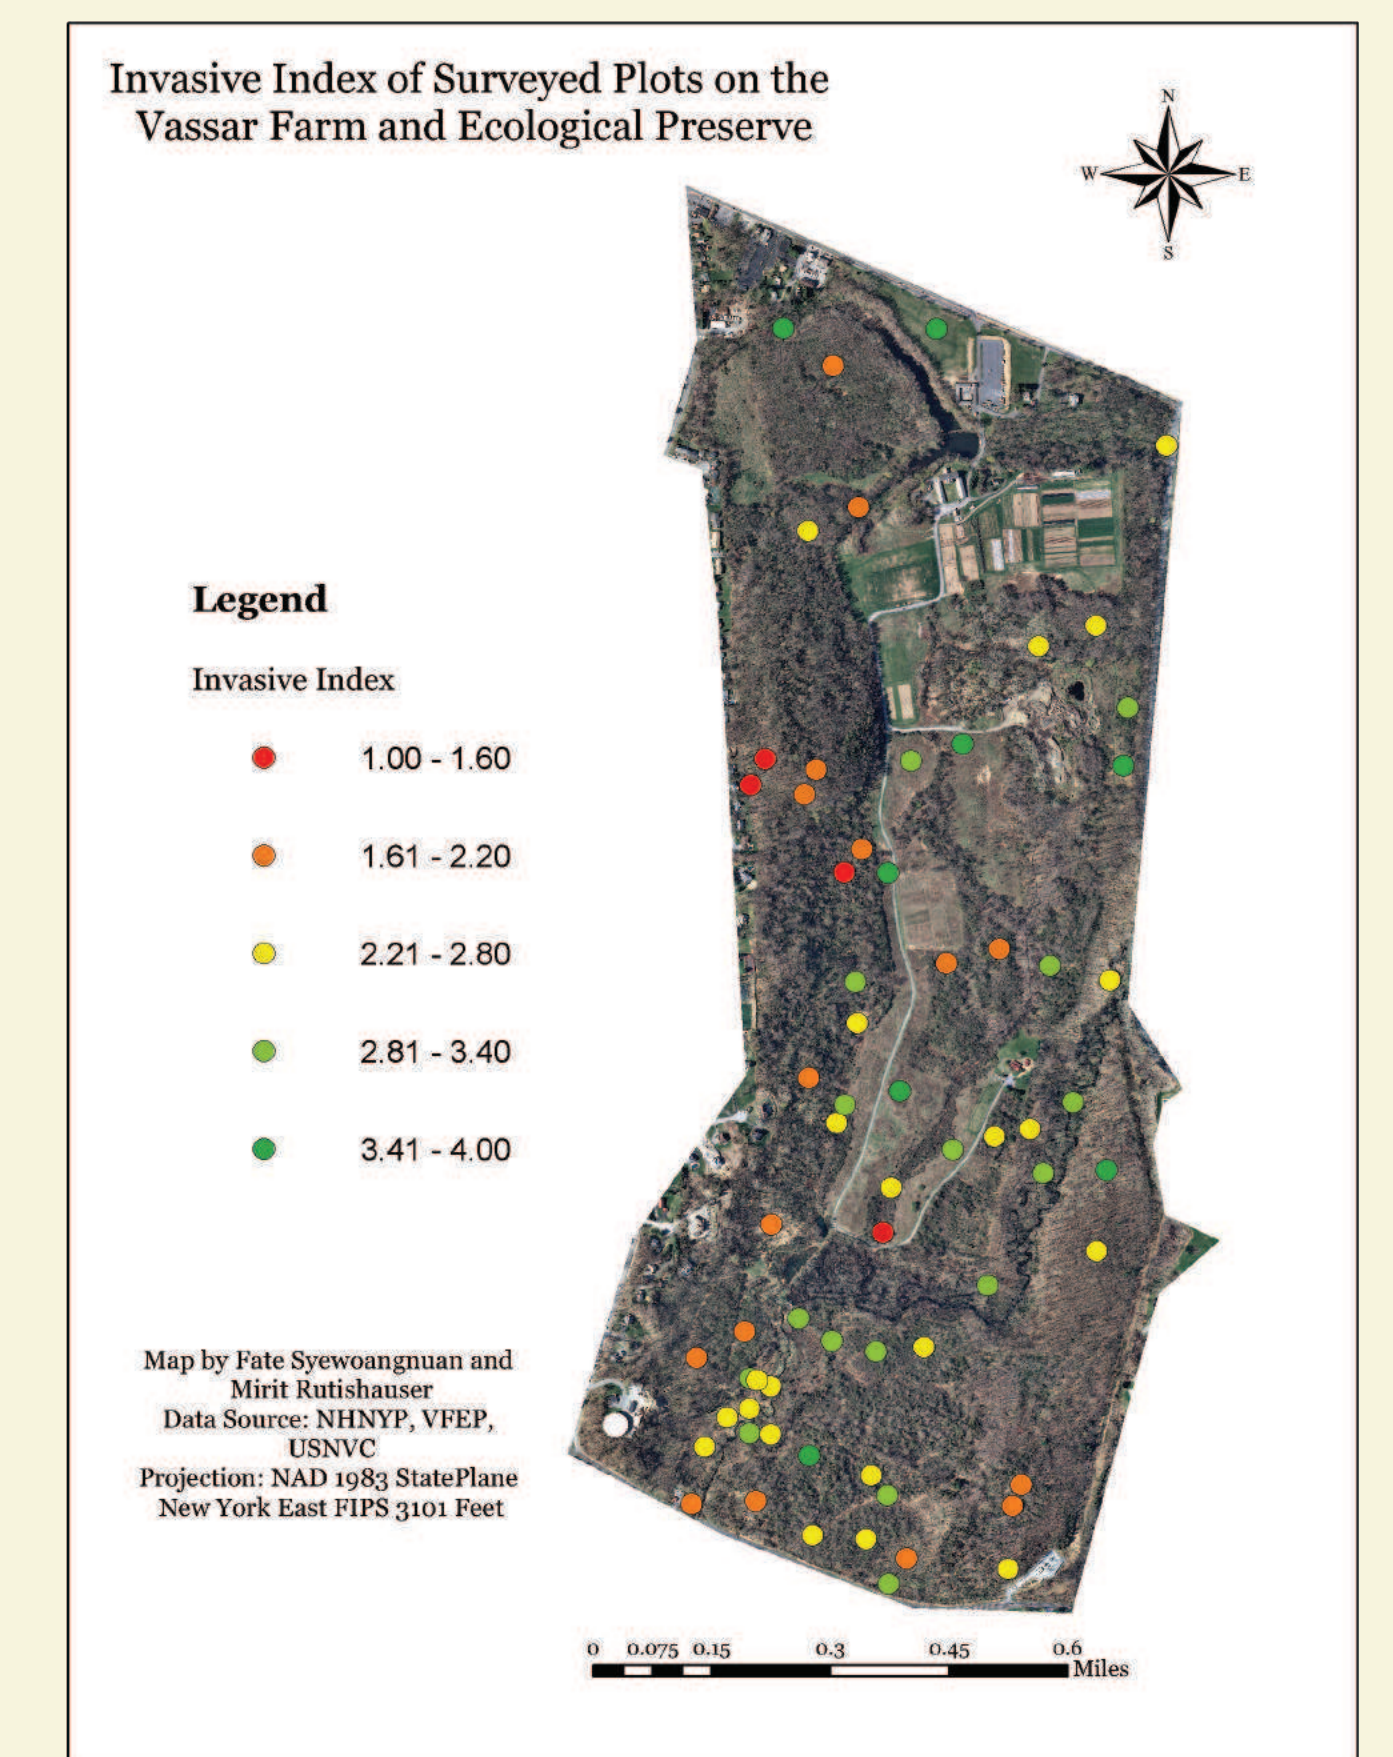 Invasive Index of Surveyed Plots on the
Vassar Farm and Ecological Preserve
N
W E
S
Legend
Invasive Index
1.00 - 1.60
1.61 - 2.20
2.21 - 2.80
2.81 - 3.40
3.41 - 4.00
Map by Fate Syewoangnuan and
Mirit Rutishauser
Data Source: NHNYP, VFEP,
USNVC
Projection: NAD 1983 StatePlane
New York East FIPS 3101 Feet
0 0.075 0.15 0.3 0.45 0.6
Miles